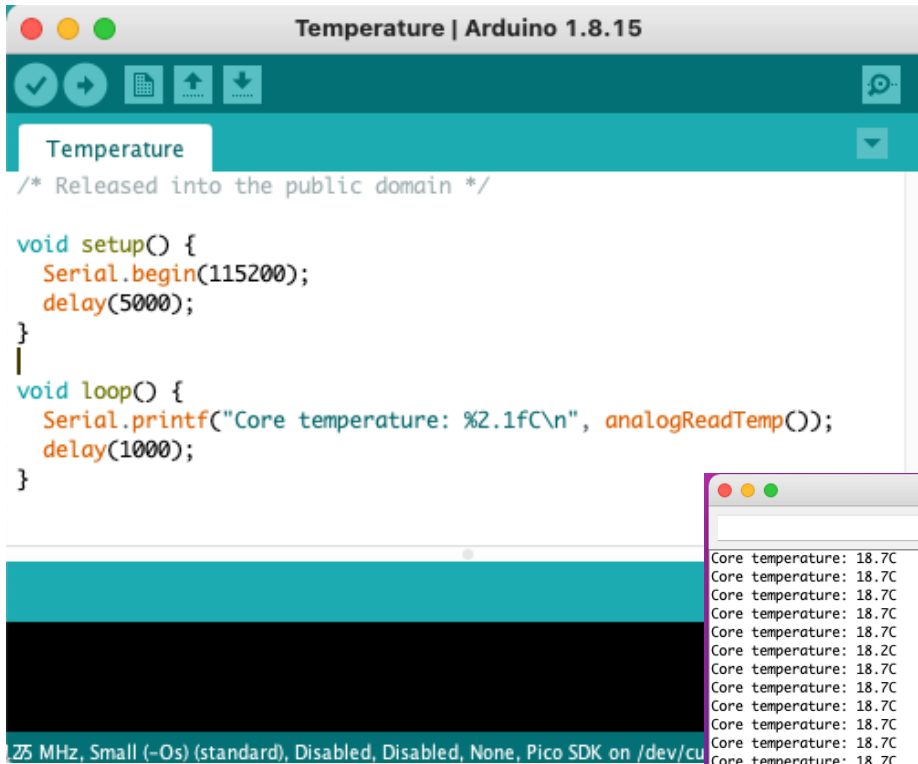 Temperature | Arduino 1.8.15
Temperature
/* Released into the public domain */
void setup() {
Serial.begin(115200);
delay(5000);
}
void loop() {
Serial.printf("Core temperature: %2.1fC\n", analogReadTemp());
delay(1000);
}
Core temperature: 18.7C
Core temperature: 18.7C
Core temperature: 18.7C
Core temperature: 18.7C
Core temperature: 18.7C
Core temperature: 18.2C
Core temperature: 18.7C
Core temperature: 18.7C
Core temperature: 18.7C
Core temperature: 18.7C
Core temperature: 18.7C
Core temperature: 18.7C
MHz, Small (-Os) (standard), Disabled, Disabled, None, Pico SDK on /dev/cu